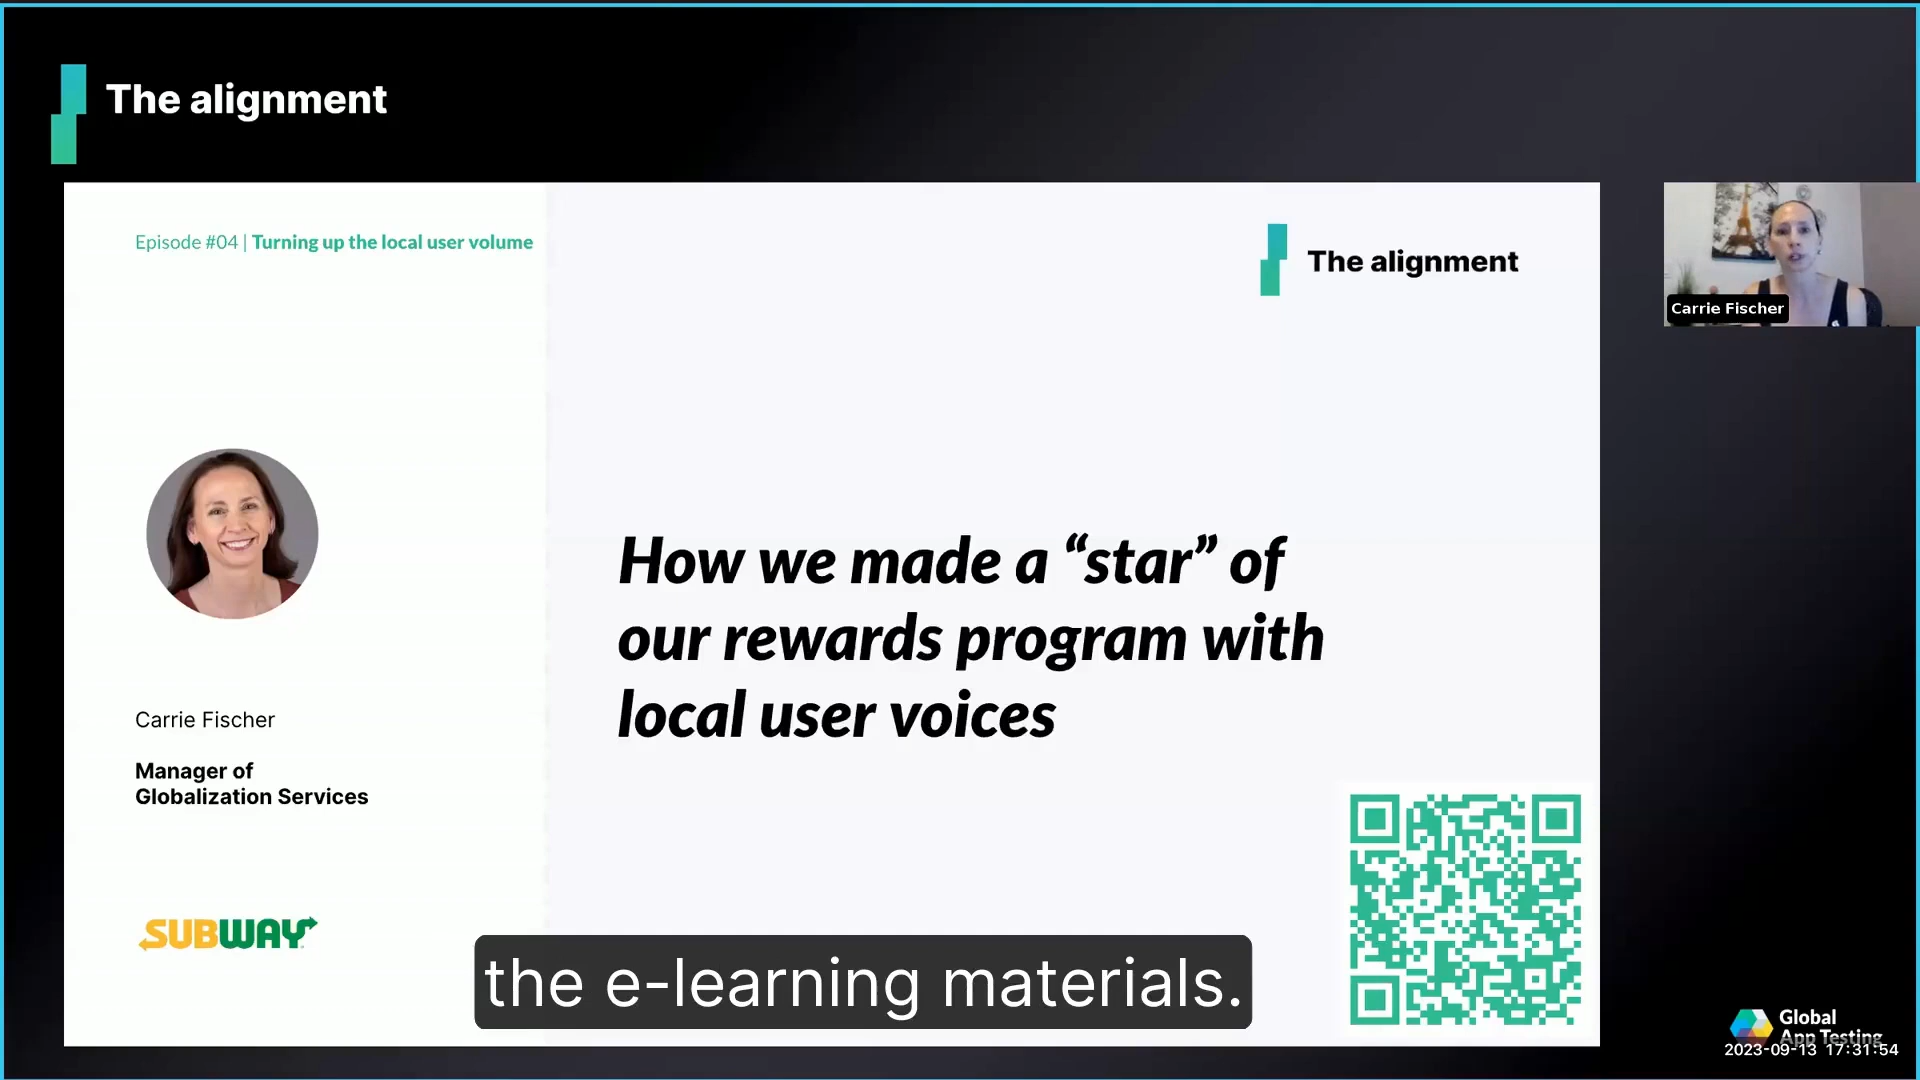 The alignment
Episode #04 | Turning up the local user volume
The alignment
Carrie Fischer
How we made a “star” of
our rewards program with
local user voices
Carrie Fischer
Manager of
Globalization Services
SUBWAY
the e-learning materials.
Global
App Testing
2023-09-13 17:31:54